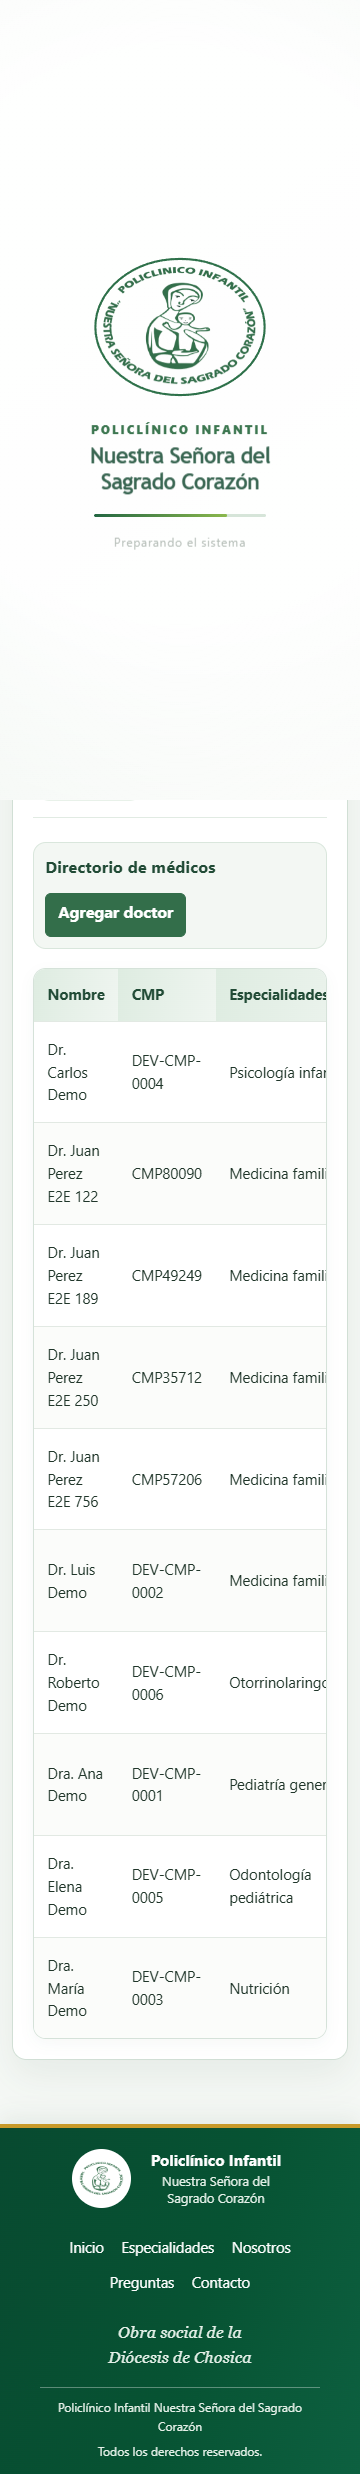 POLICLINICO INFANTIL
NUESTRA SEÑORA DEL SAGRADO CORAZÓN
POLICLÍNICO INFANTIL
Nuestra Señora del
Sagrado Corazón
Preparando el sistema
Directorio de médicos
Agregar doctor
Nombre CMP Especialidades
Dr.
Carlos
Demo
DEV-CMP-
0004
Psicología infan
Dr. Juan
Perez
E2E 122
CMP80090
Medicina famili
Dr. Juan
Perez
E2E 189
CMP49249
Medicina famili
Dr. Juan
Perez
E2E 250
CMP35712
Medicina famili
Dr. Juan
Perez
E2E 756
CMP57206
Medicina famili
Dr. Luis
Demo
DEV-CMP-
0002
Medicina famili
Dr.
Roberto
Demo
DEV-CMP-
0006
Otorrinolaringo
Dra. Ana
Demo
DEV-CMP-
0001
Pediatría gener
Dra.
Elena
Demo
DEV-CMP-
0005
Odontología
pediátrica
Dra.
María
Demo
DEV-CMP-
0003
Nutrición
Policlínico Infantil
Nuestra Señora del
Sagrado Corazón
Inicio Especialidades Nosotros
Preguntas Contacto
Obra social de la
Diócesis de Chosica
Policlínico Infantil Nuestra Señora del Sagrado
Corazón
Todos los derechos reservados.